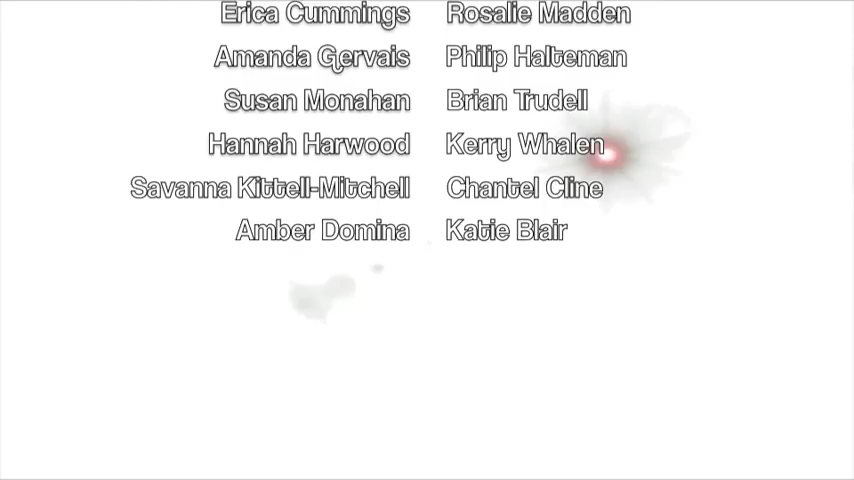 Erica Cummings Rosalie Madden
Amanda Gervais Philip Halteman
Susan Monahan Brian Trudell
Hannah Harwood Kerry Whalen
Savanna Kittell-Mitchell Chantel Cline
Amber Domina Katie Blair